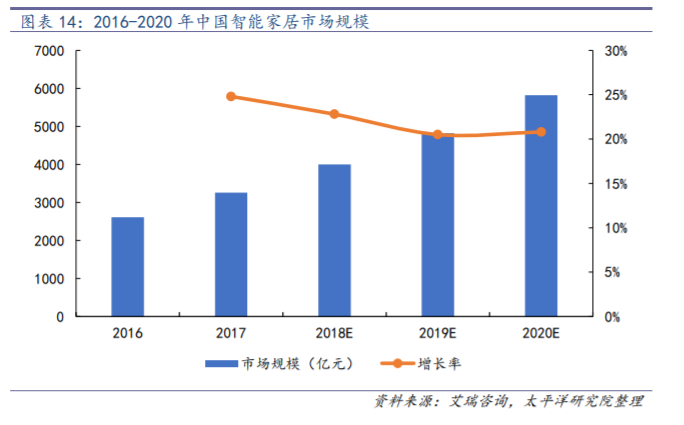 图表 14：2016-2020 年中国智能家居市场规模
7000 30%
6000 25%
5000 20%
4000 15%
3000 10%
2000 5%
1000 0%
0
2016 2017 2018E 2019E 2020E
市场规模（亿元） 增长率
资料来源：艾瑞咨询，太平洋研究院整理